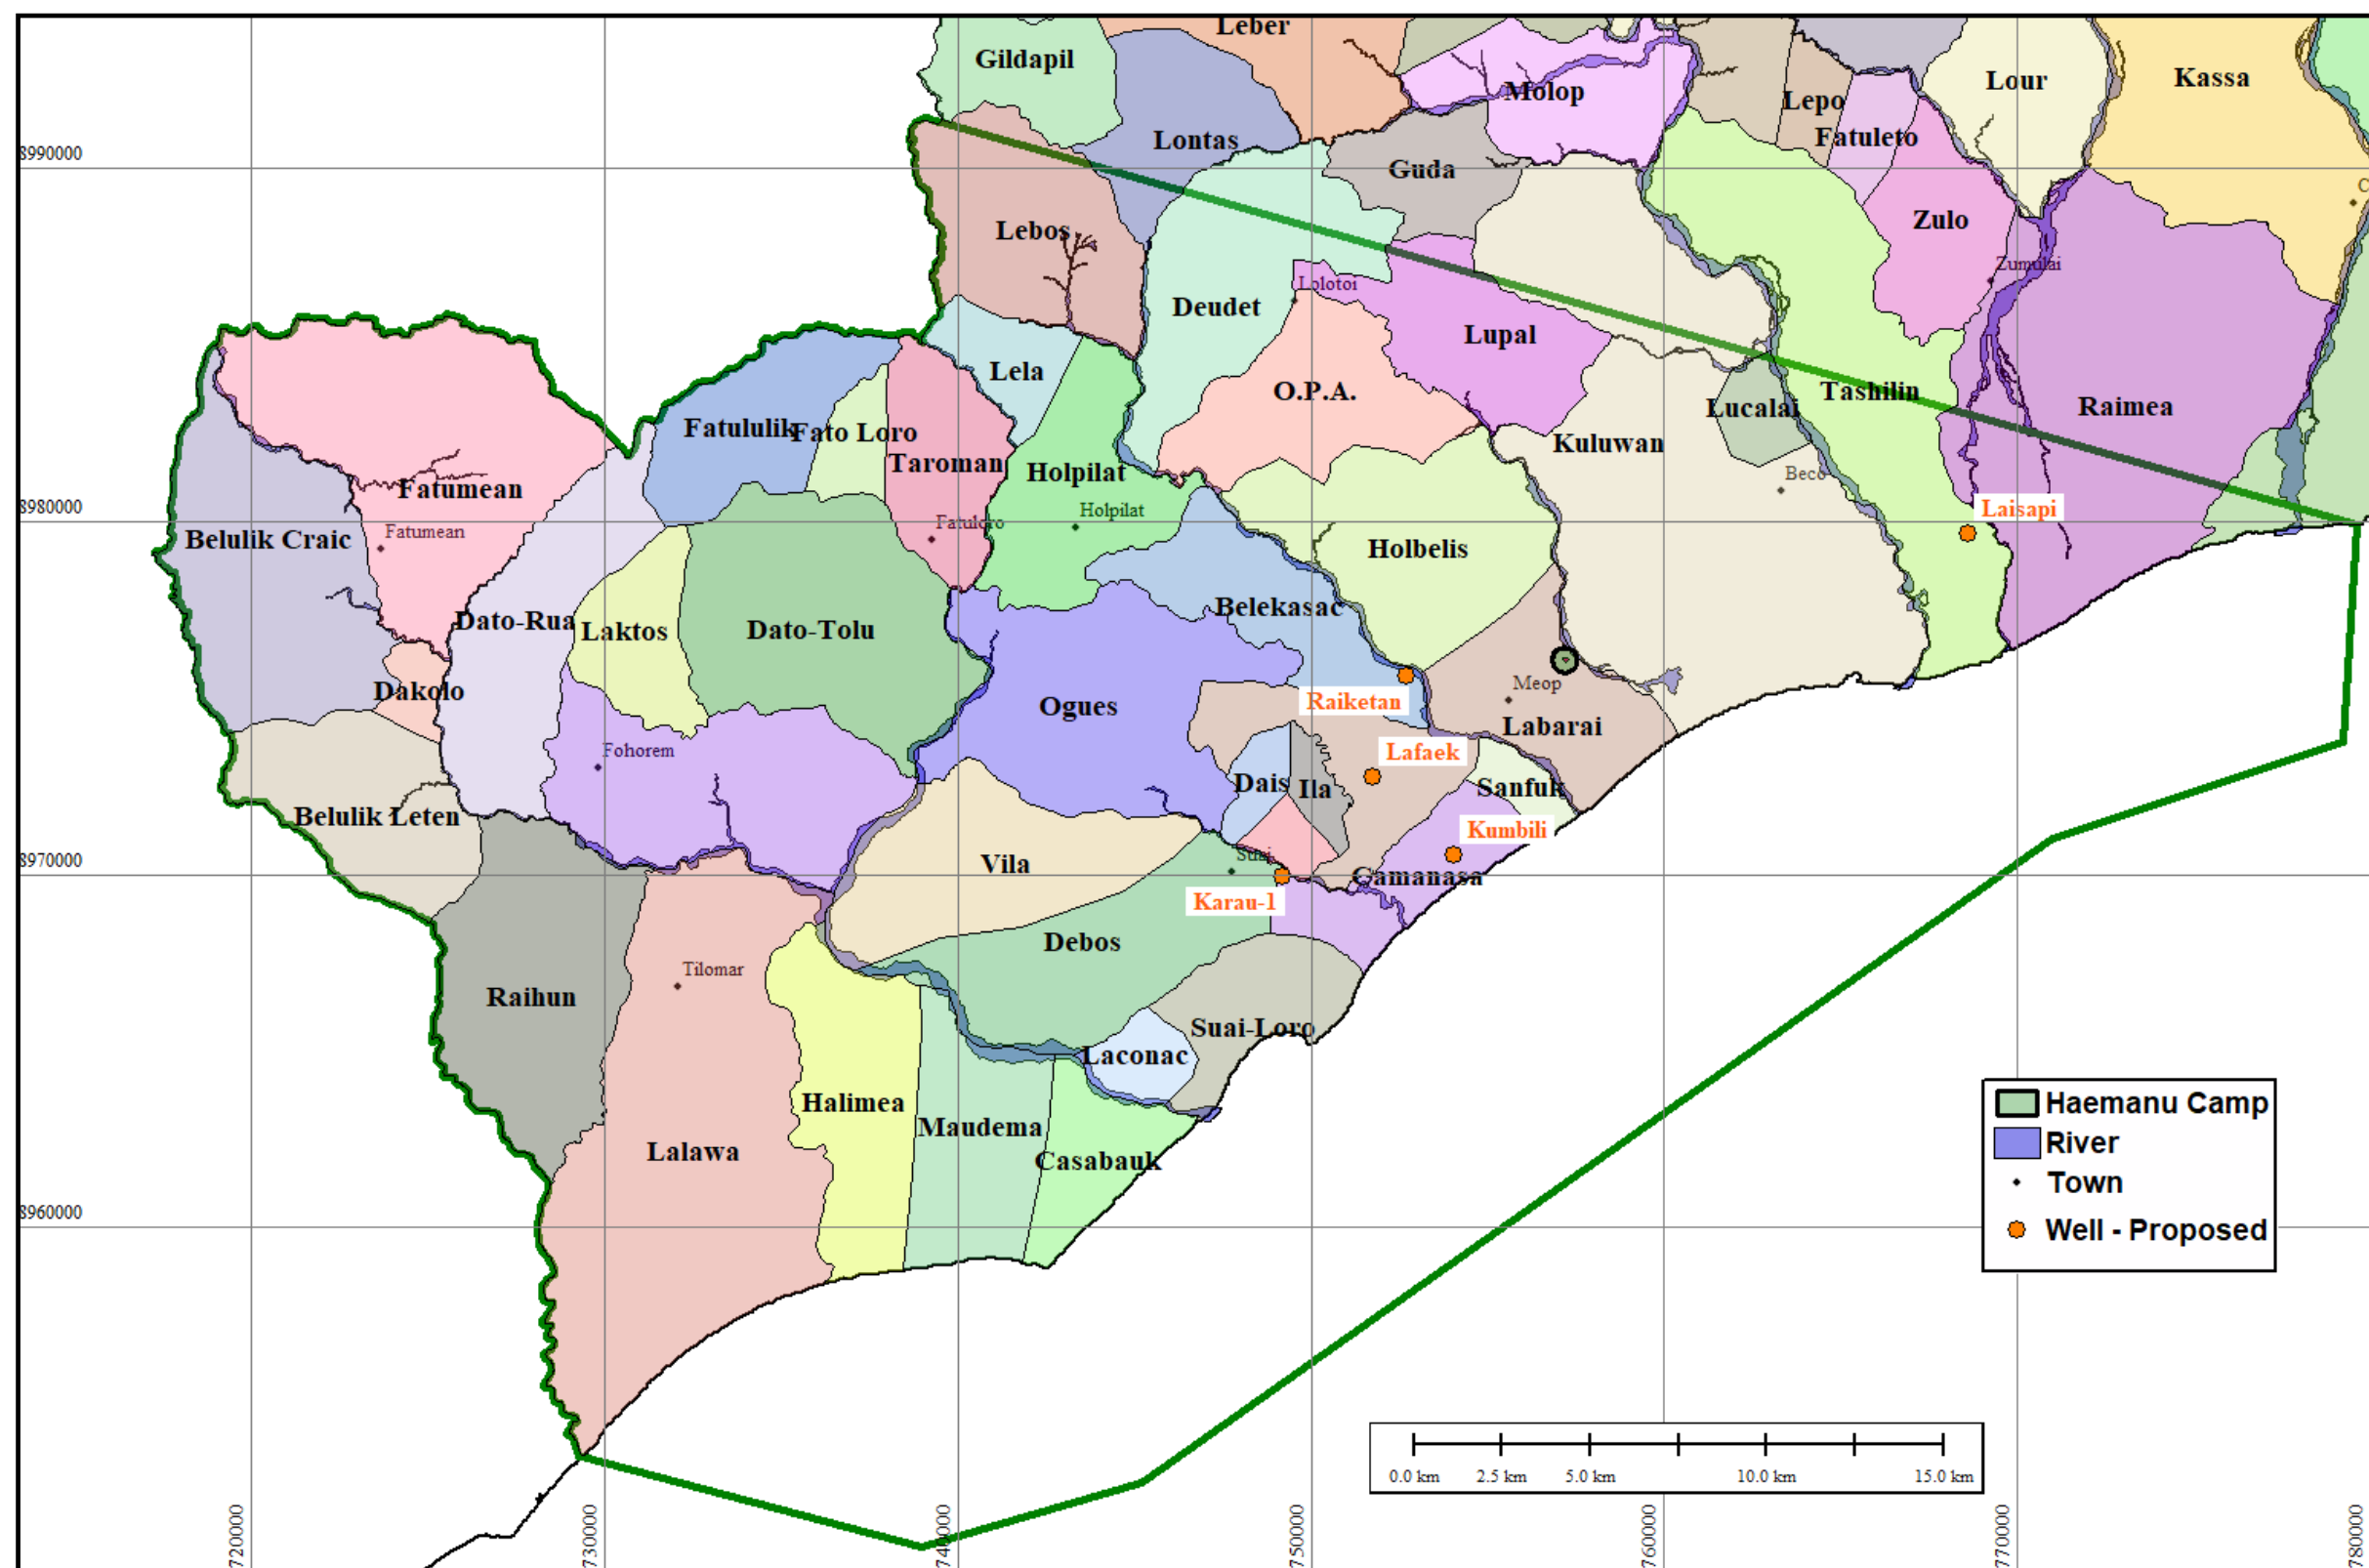 Leber
Gildapil
Lour
Kassa
Molop
Lepo
Lontas
Fatuleto
8990000
Guda
Zulo
Lebos
Zumulai
Lolotoi
Deudet
Lupal
Lela
O.P.A.
Tashilin
Lucalai
Raimea
Fatululik
Fato Loro
Kuluwan
Taroman
Holpilat
Beco
Fatumean
8980000
Laisapi
Holpilat
Fatuloro
Fatumean
Belulik Craic
Holbelis
Belekasac
Dato-Rua
Laktos
Dato-Tolu
Meop
Dakolo
Raiketan
Ogues
Labarai
Fohorem
Lafaek
Dais
Ila
Sanfuk
Belulik Leten
Kumbili
8970000
Suai
Vila
Camanasa
Karau-1
Debos
Tilomar
Raihun
Suai-Loro
Laconac
Halimea
Haemanu Camp
Maudema
River
Lalawa
Casabauk
Town
8960000
Well - Proposed
0.0 km 2.5 km 5.0 km 10.0 km 15.0 km
720000 730000 740000 750000 760000 770000 780000